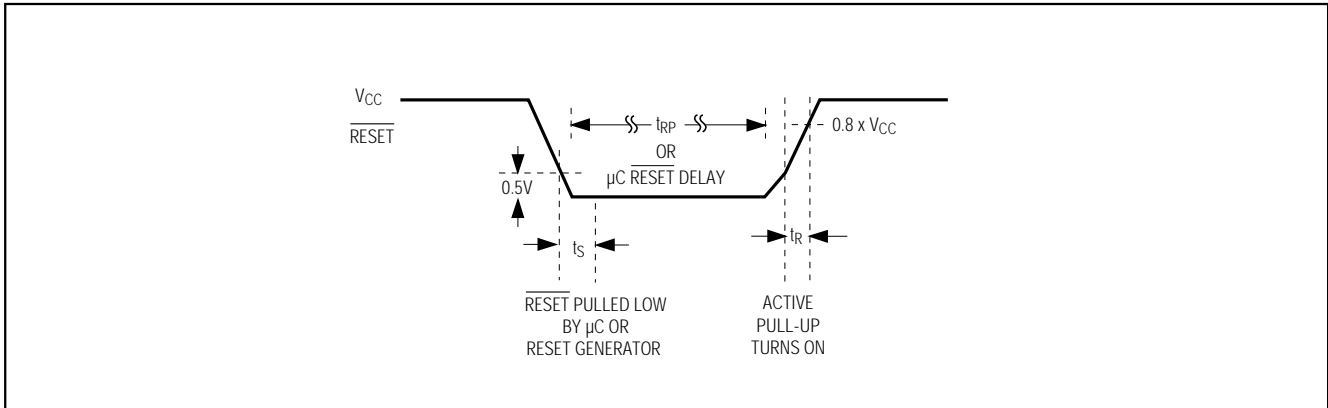 VCC
RESET
0.5V
tRP
OR
µC RESET DELAY
0.8 x VCC
tS
tR
RESET PULLED LOW
BY µC OR
RESET GENERATOR
ACTIVE
PULL-UP
TURNS ON